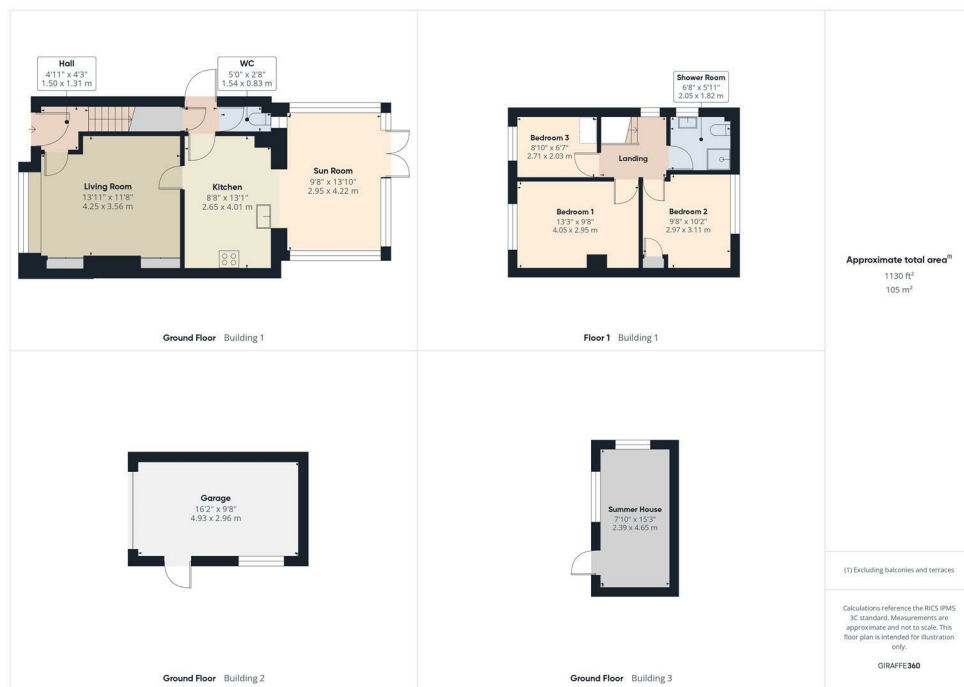 Hall
4'11" x 4'3"
1.50 x 1.31 m
WC
5'0" x 2'8"
1.54 x 0.83 m
Living Room
13'11" x 11'8"
4.25 x 3.56 m
Kitchen
8'8" x 13'1"
2.65 x 4.01 m
Sun Room
9'8" x 13'10"
2.95 x 4.22 m
Ground Floor Building 1
Shower Room
6'8" x 5'11"
2.05 x 1.82 m
Bedroom 3
8'10" x 6'7"
2.71 x 2.03 m
Landing
Bedroom 1
13'3" x 9'8"
4.05 x 2.95 m
Bedroom 2
9'8" x 10'2"
2.97 x 3.11 m
Floor 1 Building 1
Garage
16'2" x 9'8"
4.93 x 2.96 m
Ground Floor Building 2
Summer House
7'10" x 15'3"
2.39 x 4.65 m
Ground Floor Building 3
Approximate total area(1)
1130 ft²
105 m²
(1) Excluding balconies and terraces
Calculations reference the RICS IPMS
3C standard. Measurements are
approximate and not to scale. This
floor plan is intended for illustration
only.
GIRAFFE360